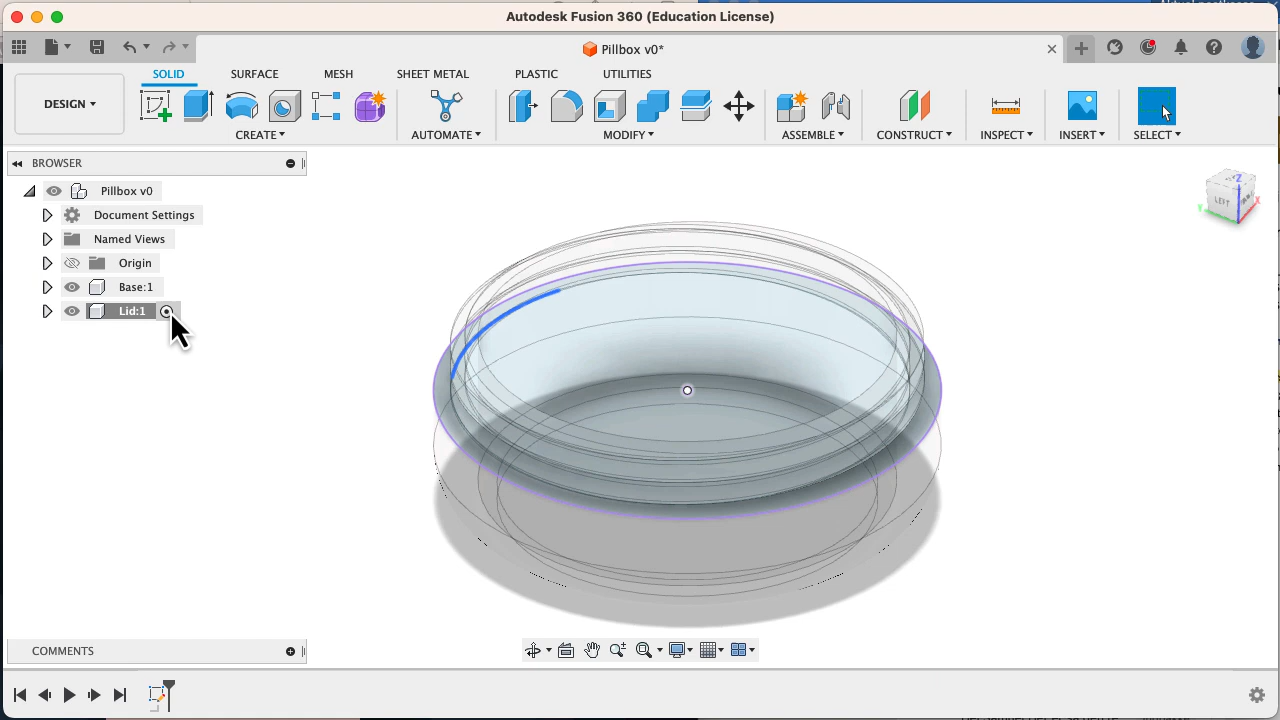 Autodesk Fusion 360 (Education License)
Pillbox v0*
DESIGN
SOLID SURFACE MESH SHEET METAL PLASTIC UTILITIES
CREATE AUTOMATE MODIFY ASSEMBLE CONSTRUCT INSPECT INSERT SELECT
BROWSER
Pillbox v0
Document Settings
Named Views
Origin
Base:1
Lid:1
Z
LEFT
X
Y
COMMENTS